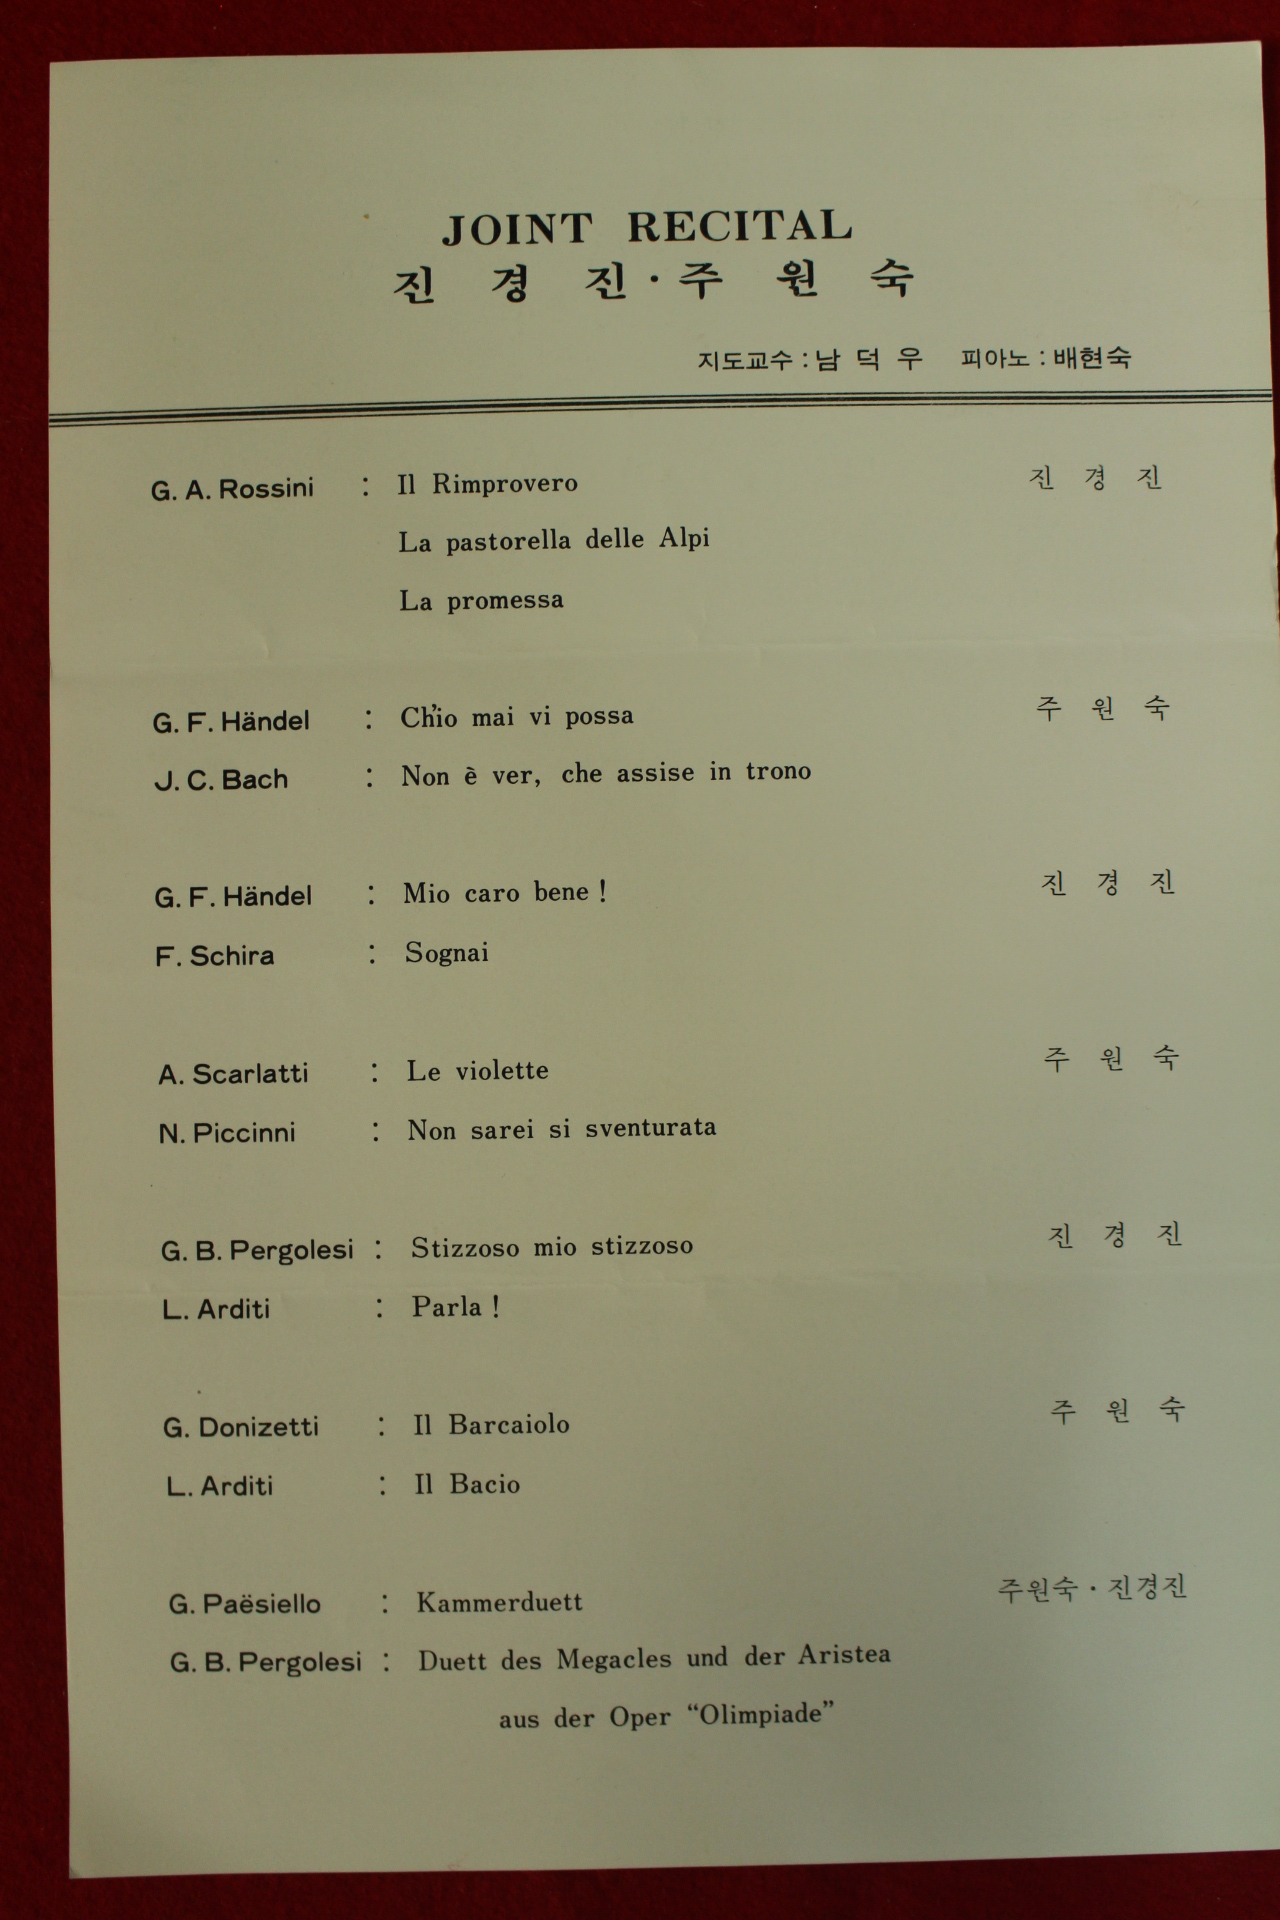 JOINT RECITAL
진 경 진 · 주 원 숙
지도교수 : 남 덕 우 피아노 : 배현숙
G. A. Rossini : Il Rimprovero 진 경 진
La pastorella delle Alpi
La promessa
G. F. Händel : Ch'io mai vi possa 주 원 숙
J. C. Bach : Non è ver, che assise in trono
G. F. Händel : Mio caro bene ! 진 경 진
F. Schira : Sognai
A. Scarlatti : Le violette 주 원 숙
N. Piccinni : Non sarei si sventurata
G. B. Pergolesi : Stizzoso mio stizzoso 진 경 진
L. Arditi : Parla !
G. Donizetti : Il Barcaiolo 주 원 숙
L. Arditi : Il Bacio
G. Paësiello : Kammerduett 주원숙 · 진경진
G. B. Pergolesi : Duett des Megacles und der Aristea
aus der Oper “Olimpiade”